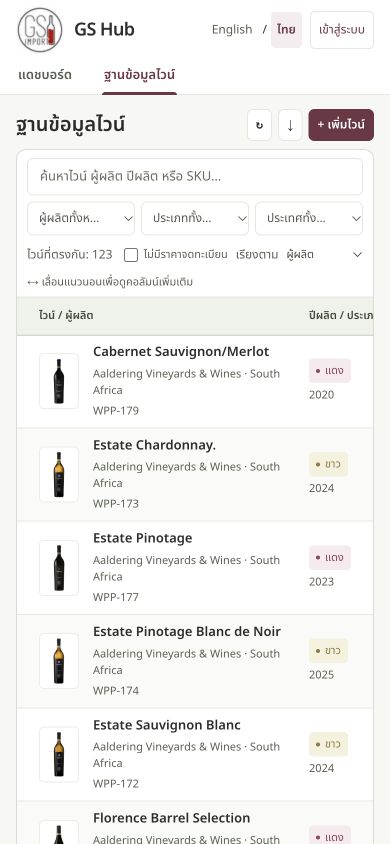 GS
IMPORT
GS Hub
English / ไทย
เข้าสู่ระบบ
แดชบอร์ด
ฐานข้อมูลไวน์
ฐานข้อมูลไวน์
↻
↓
+ เพิ่มไวน์
ค้นหาไวน์ ผู้ผลิต ปีผลิต หรือ SKU...
ผู้ผลิตทั้งห...
ประเภททั้ง...
ประเทศทั้ง...
ไวน์ที่ตรงกัน: 123
ไม่มีราคาจดทะเบียน
เรียงตาม
ผู้ผลิต
↔ เลื่อนแนวนอนเพื่อดูคอลัมน์เพิ่มเติม
ไวน์ / ผู้ผลิต
ปีผลิต / ประเภ
Cabernet Sauvignon/Merlot
Aaldering Vineyards & Wines · South
Africa
WPP-179
• แดง
2020
Estate Chardonnay.
Aaldering Vineyards & Wines · South
Africa
WPP-173
• ขาว
2024
Estate Pinotage
Aaldering Vineyards & Wines · South
Africa
WPP-177
• แดง
2023
Estate Pinotage Blanc de Noir
Aaldering Vineyards & Wines · South
Africa
WPP-174
• ขาว
2025
Estate Sauvignon Blanc
Aaldering Vineyards & Wines · South
Africa
WPP-172
• ขาว
2024
Florence Barrel Selection
Aaldering Vineyards & Wines · South
• แดง